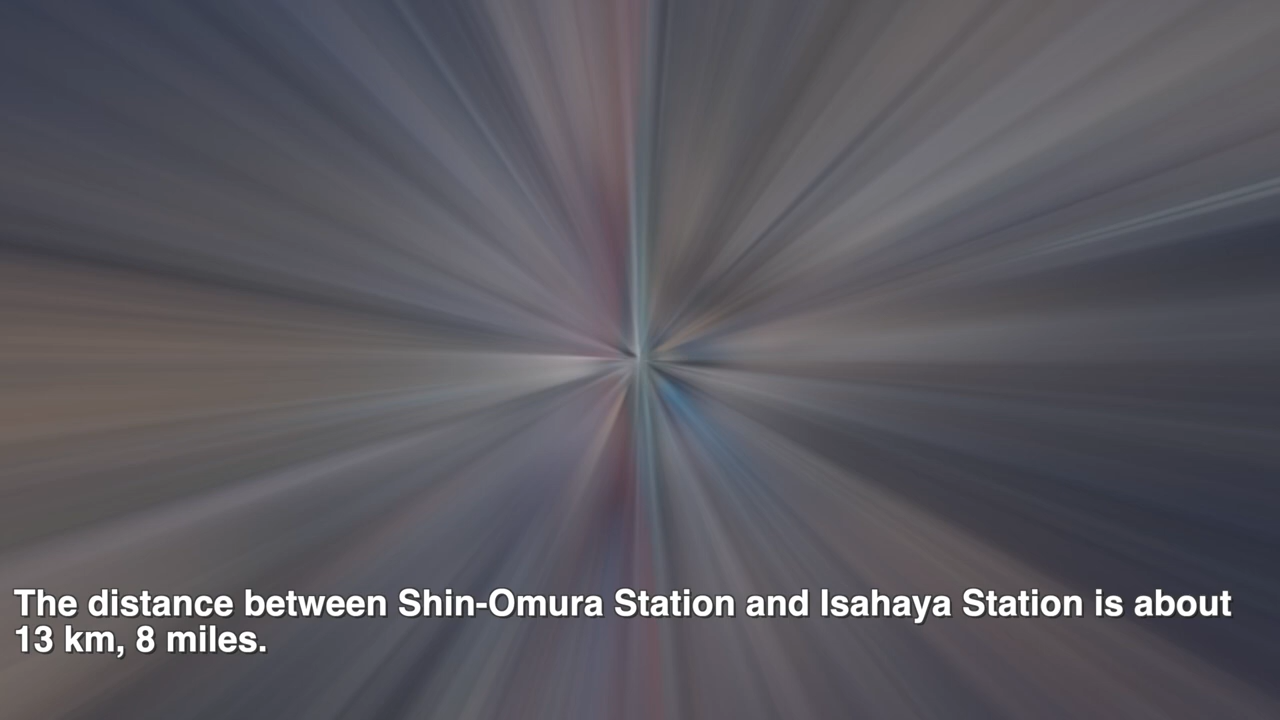 The distance between Shin-Omura Station and Isahaya Station is about
13 km, 8 miles.